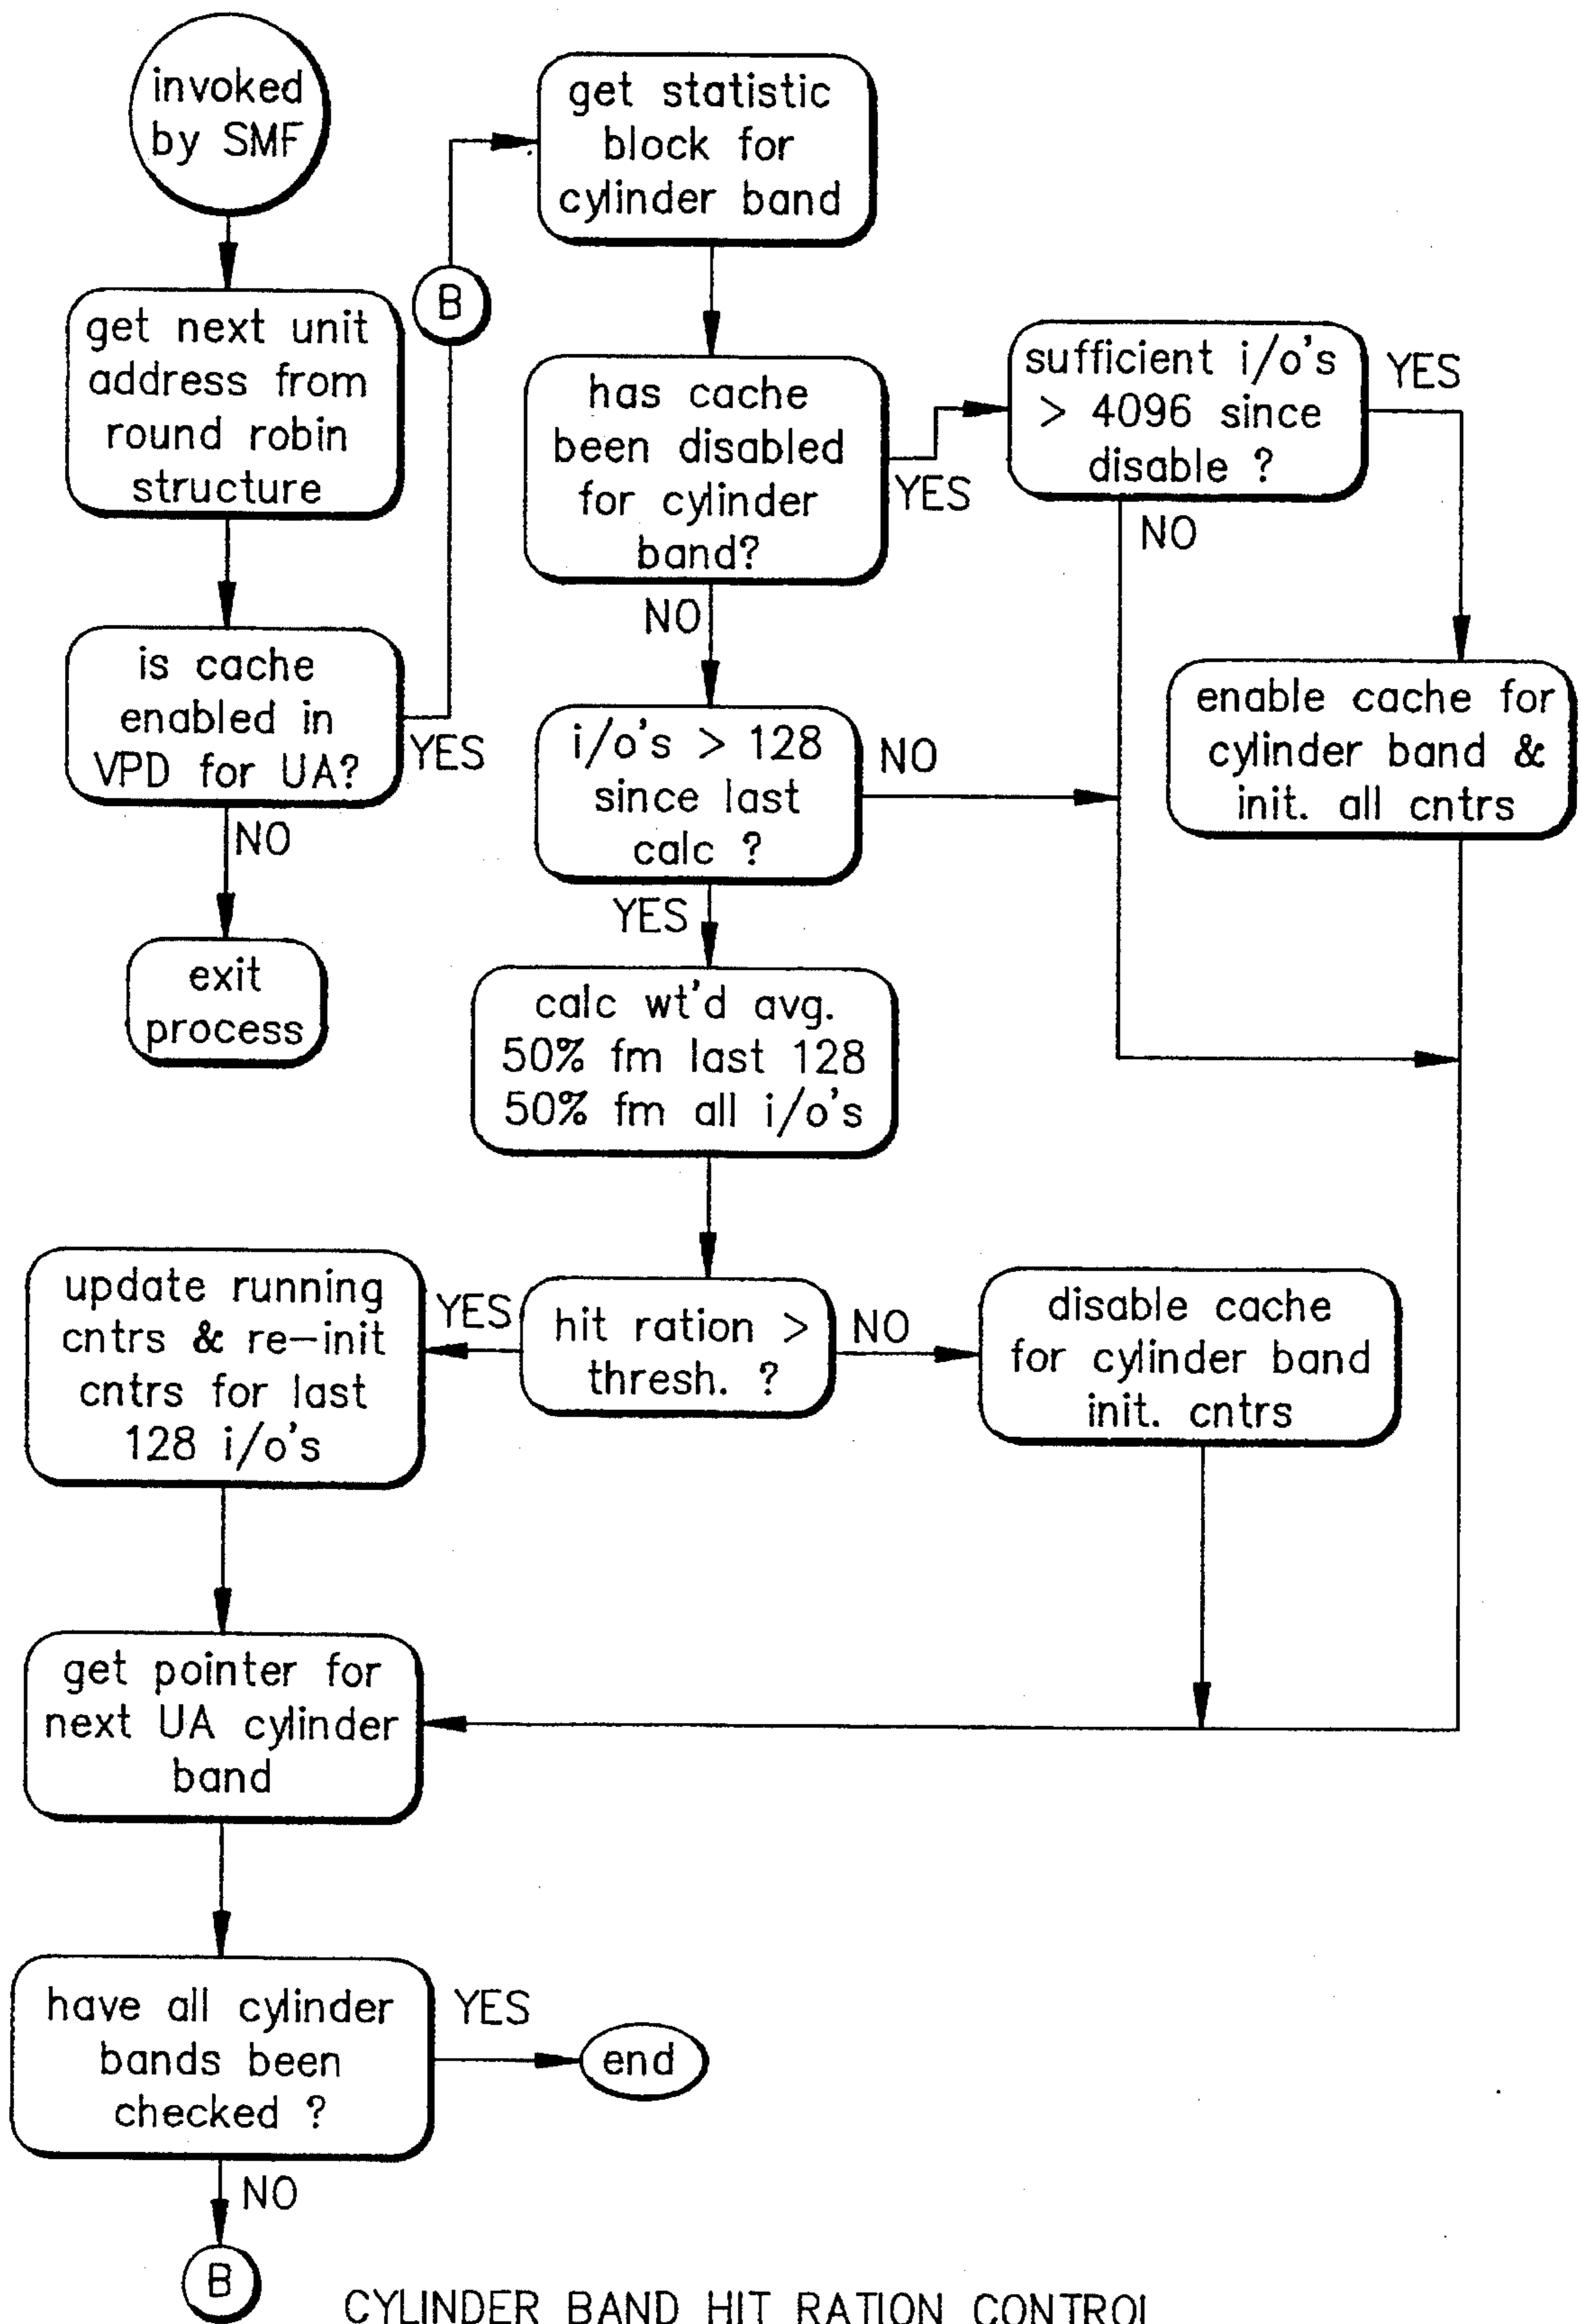 invoked
by SMF
get next unit
address from
round robin
structure
is cache
enabled in
VPD for UA?
YES
NO
exit
process
B
get statistic
block for
cylinder band
has cache
been disabled
for cylinder
band?
YES
NO
sufficient i/o's
> 4096 since
disable ?
YES
NO
enable cache for
cylinder band &
init. all cntrs
i/o's > 128
since last
calc ?
NO
YES
calc wt'd avg.
50% fm last 128
50% fm all i/o's
hit ration >
thresh. ?
YES
NO
update running
cntrs & re-init
cntrs for last
128 i/o's
disable cache
for cylinder band
init. cntrs
get pointer for
next UA cylinder
band
have all cylinder
bands been
checked ?
YES
end
NO
B
CYLINDER BAND HIT RATION CONTROL